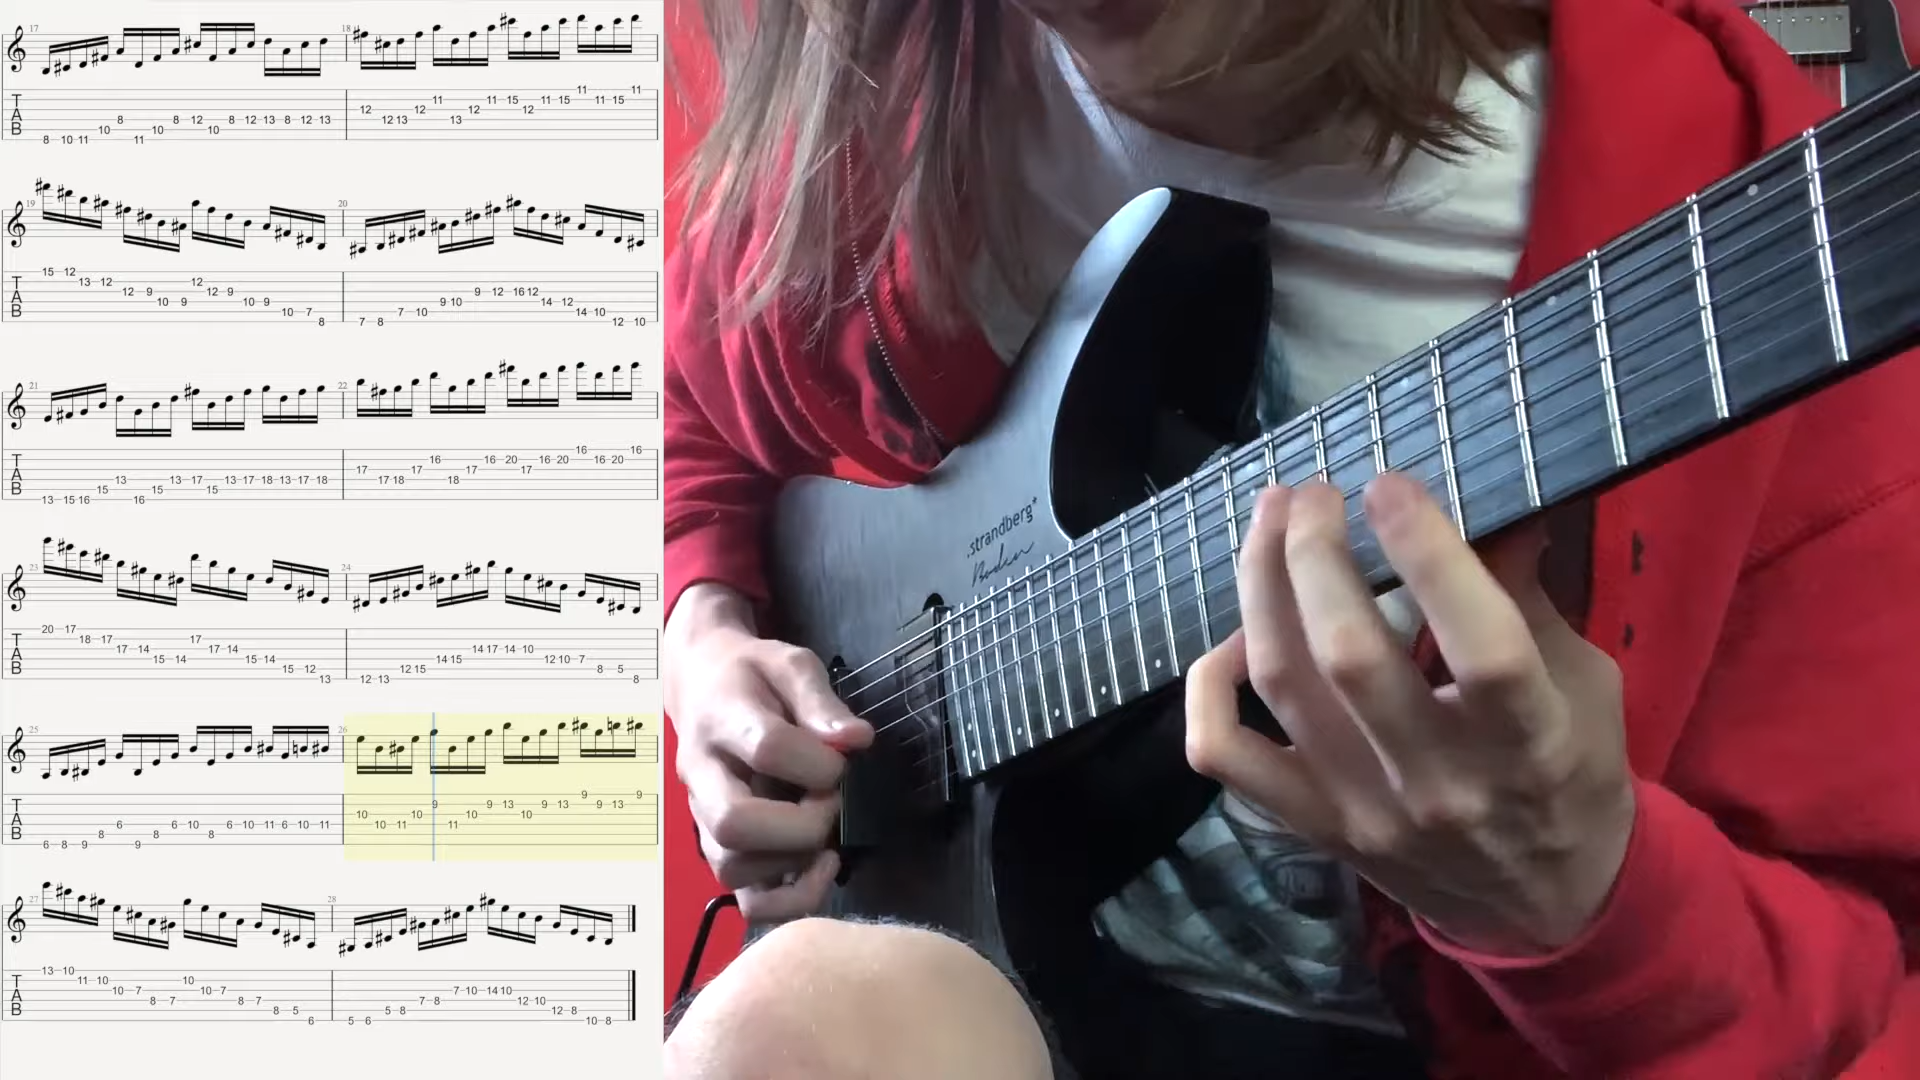 17 18
T
A
B
11 11
11 11 15 11 15 11 15
12 12 12
8 8 12 8 12 13 8 12 13 12 13 13
10 10 10
8 10 11 11
19 20
15 12
T 13 12 12
A 12 9 12 9 9 12 16 12
B 10 9 10 9 9 10 14 12
10 7 7 10 14 10
8 7 8 12 10
21 22
16 16
T 16 16 20 16 20 16 20
A 17 17 17 17
B 13 13 17 13 17 18 13 17 18 17 18 18
15 15 15
13 15 16 16
23 24
20 17
T 18 17 17
A 17 14 17 14 14 17 14 10
B 15 14 15 14 14 15 12 10 7
15 12 12 15 8 5
13 12 13 8
25 26
9 9
T 9 9 13 9 13 9 13
A 10 10 10 10
B 6 6 10 6 10 11 6 10 11 10 11 11
8 8 8
6 8 9 9
27 28
13 10
T 11 10 10
A 10 7 10 7 7 10 14 10
B 8 7 8 7 7 8 12 10
8 5 5 8 12 8
6 5 6 10 8
.strandberg*
Boden